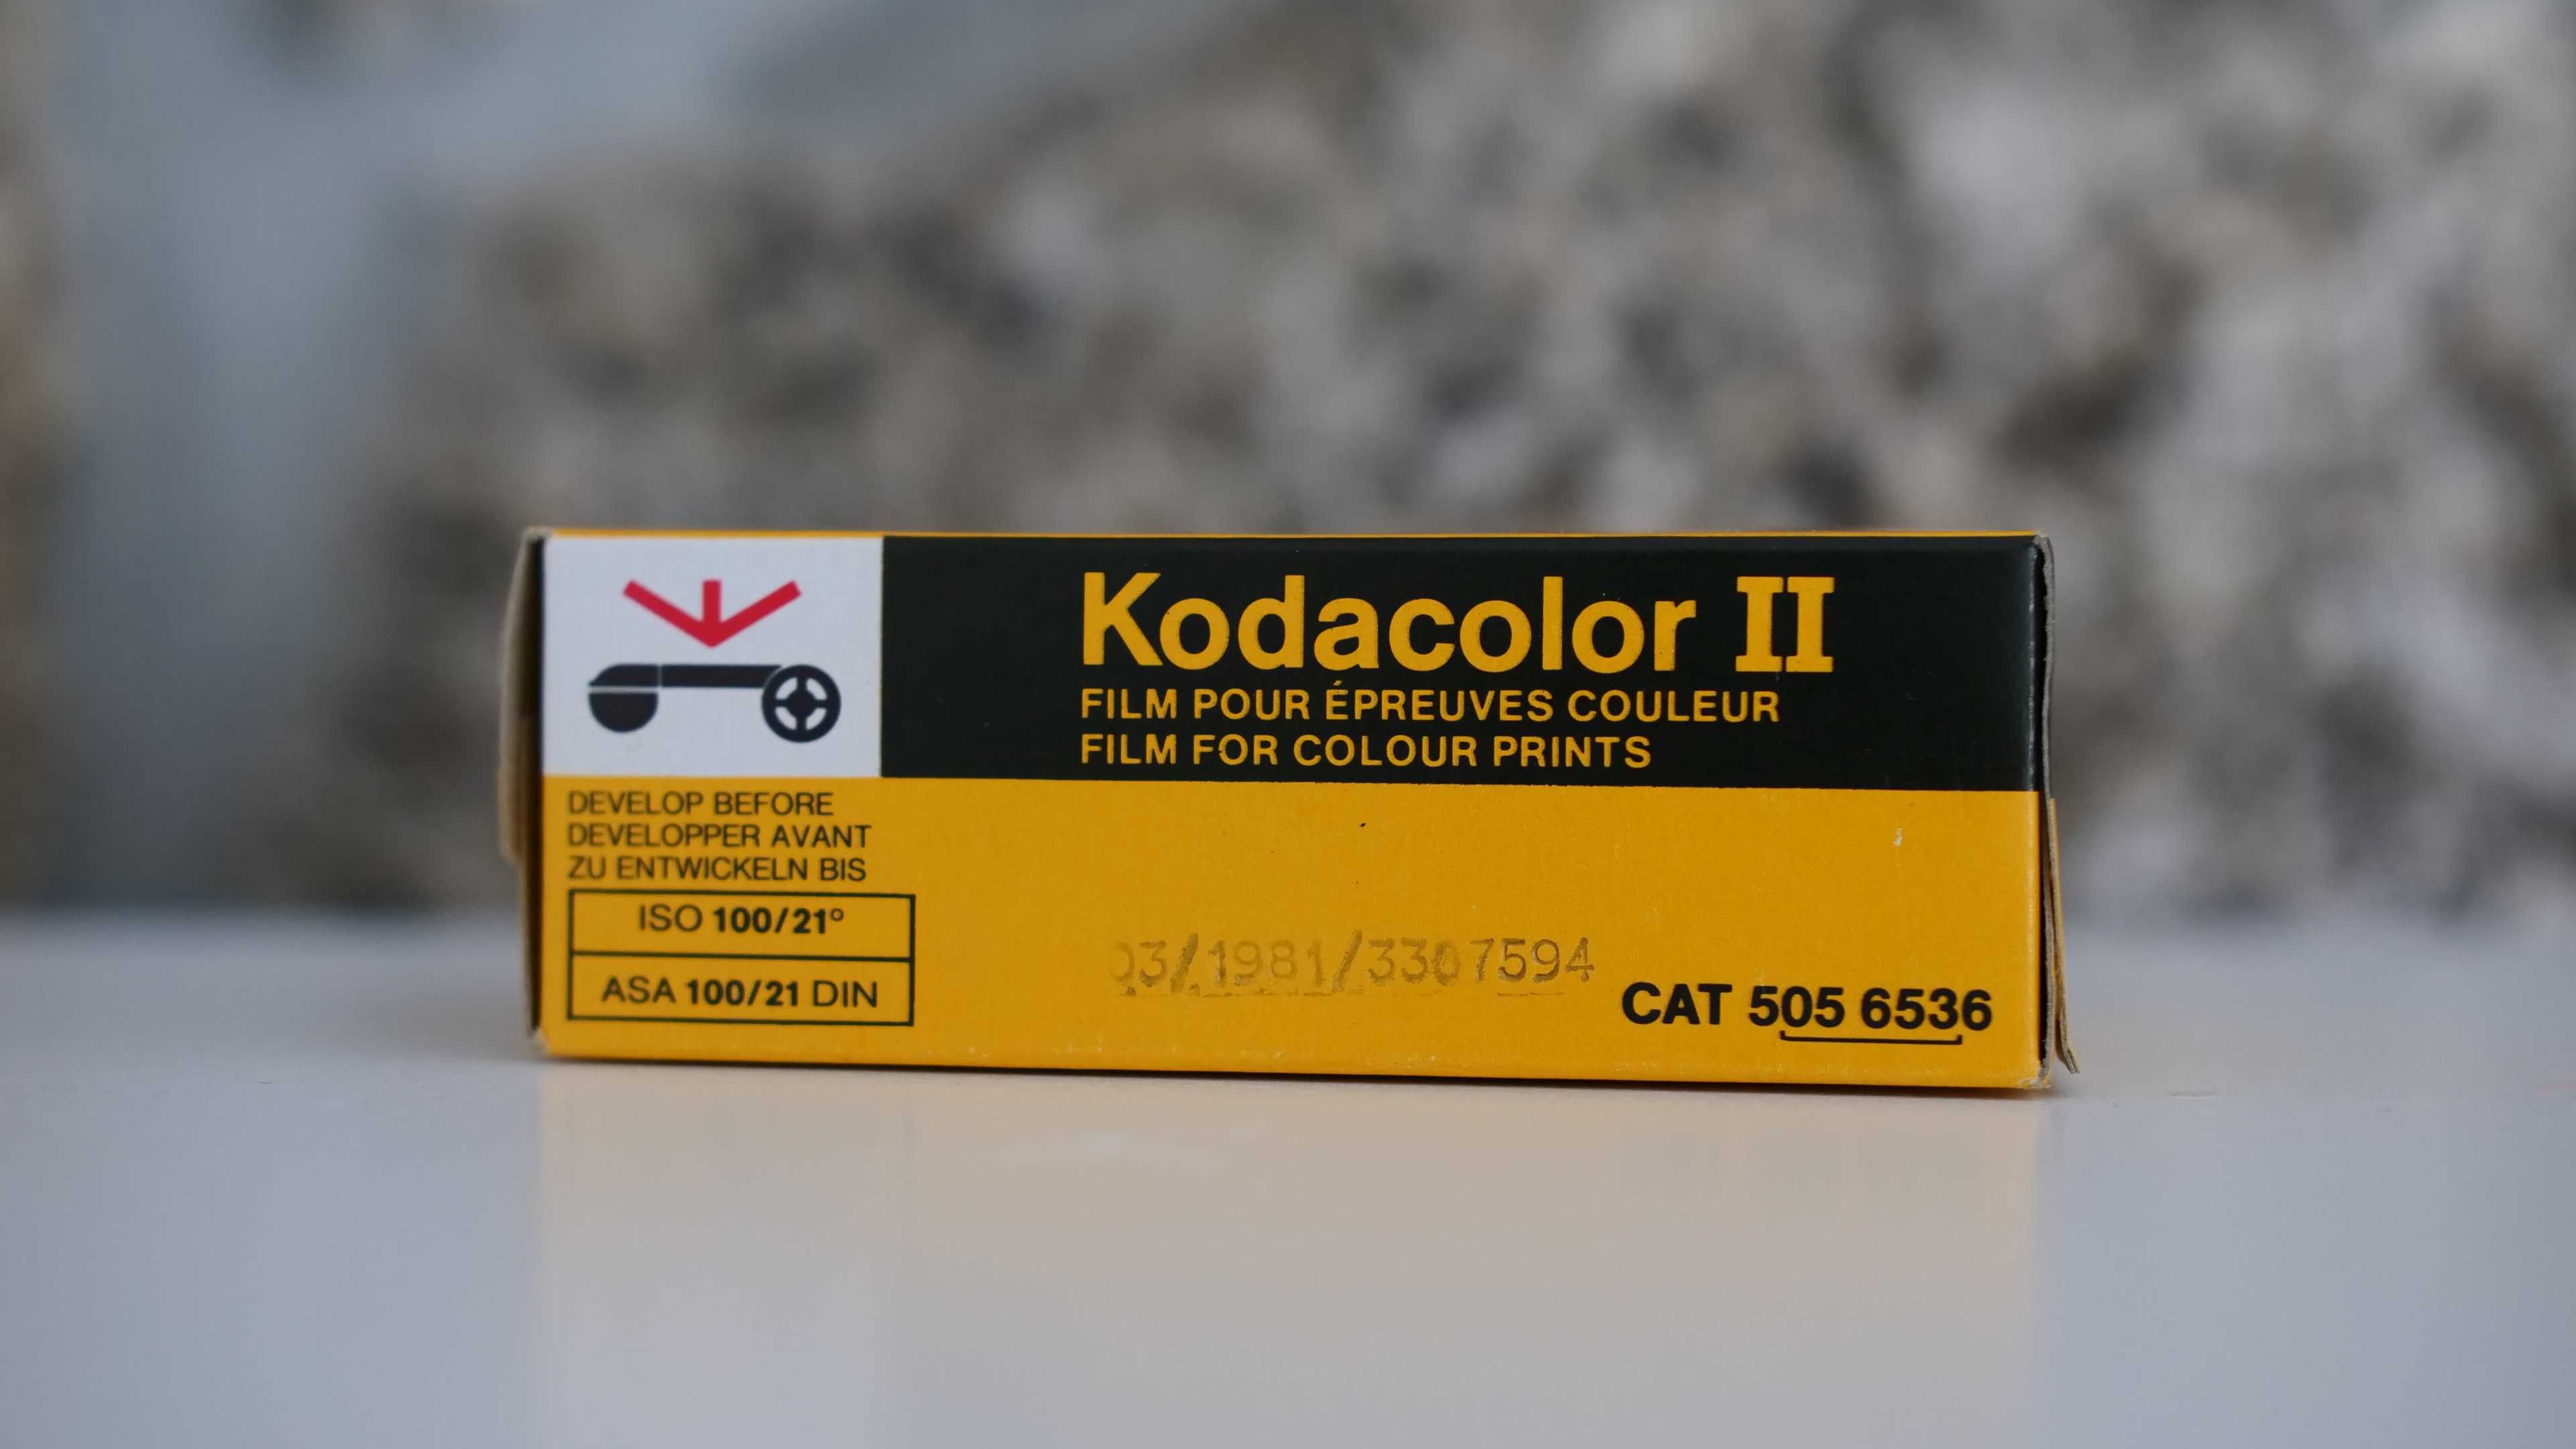 Kodacolor II
FILM POUR ÉPREUVES COULEUR
FILM FOR COLOUR PRINTS
DEVELOP BEFORE
DEVELOPPER AVANT
ZU ENTWICKELN BIS
ISO 100/21°
ASA 100/21 DIN
03/1981/3307594
CAT 505 6536